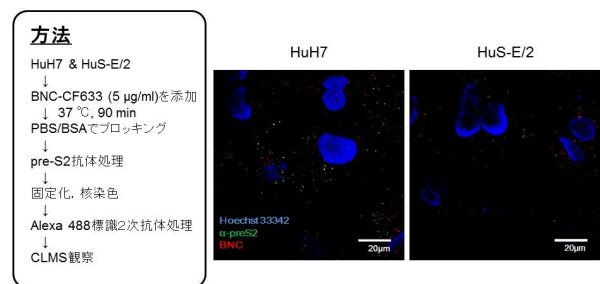 方法
HuH7 & HuS-E/2
↓
BNC-CF633 (5 μg/ml)を添加
↓ 37 ℃, 90 min
PBS/BSAでブロッキング
↓
pre-S2抗体処理
↓
固定化, 核染色
↓
Alexa 488標識2次抗体処理
↓
CLMS観察
HuH7
Hoechst33342
α-preS2
BNC
20μm
HuS-E/2
20μm